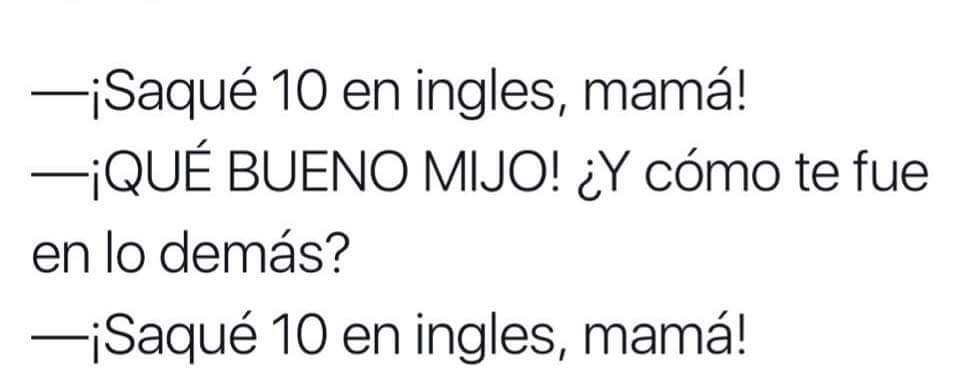 —¡Saqué 10 en ingles, mamá!
—¡QUÉ BUENO MIJO! ¿Y cómo te fue
en lo demás?
—¡Saqué 10 en ingles, mamá!